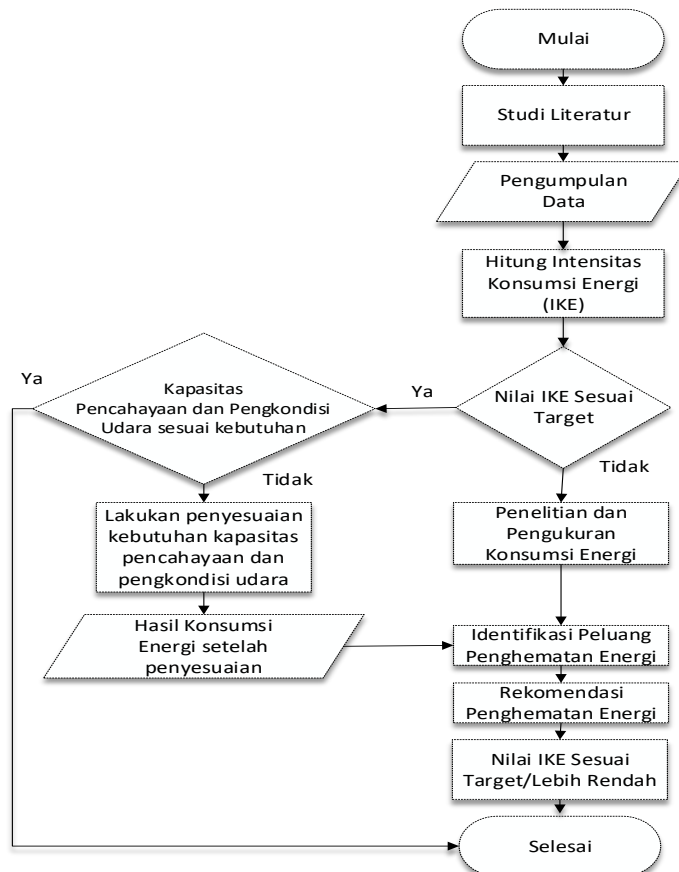 Mulai
Studi Literatur
Pengumpulan
Data
Hitung Intensitas
Konsumsi Energi
(IKE)
Nilai IKE Sesuai
Target
Ya
Tidak
Kapasitas
Pencahayaan dan Pengkondisi
Udara sesuai kebutuhan
Ya
Tidak
Lakukan penyesuaian
kebutuhan kapasitas
pencahayaan dan
pengkondisi udara
Hasil Konsumsi
Energi setelah
penyesuaian
Penelitian dan
Pengukuran
Konsumsi Energi
Identifikasi Peluang
Penghematan Energi
Rekomendasi
Penghematan Energi
Nilai IKE Sesuai
Target/Lebih Rendah
Selesai